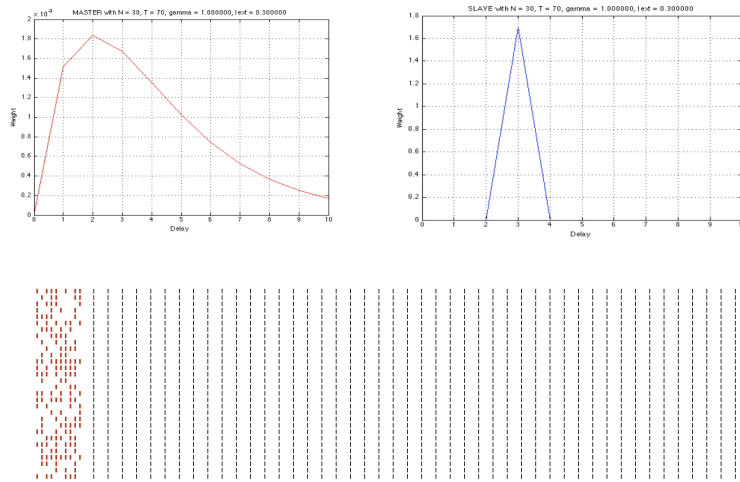 MASTER with N = 30, T = 70, gamma = 1.000000, Iext = 0.300000
x 10⁻³
2
1.8
1.6
1.4
1.2
1
0.8
0.6
0.4
0.2
0
Weight
0 1 2 3 4 5 6 7 8 9 10
Delay
SLAVE with N = 30, T = 70, gamma = 1.000000, Iext = 0.300000
1.8
1.6
1.4
1.2
1
0.8
0.6
0.4
0.2
0
Weight
0 1 2 3 4 5 6 7 8 9
Delay